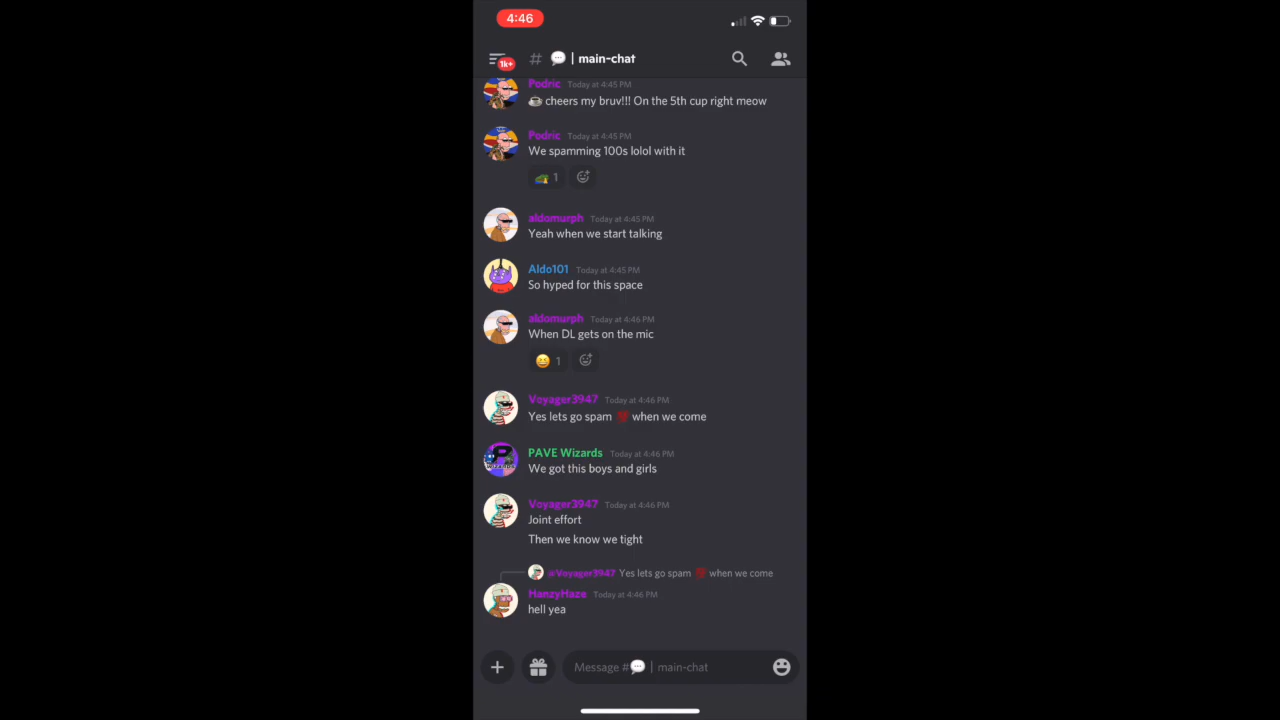 4:46
1k+
# 💬 | main-chat
Podric Today at 4:45 PM
☕ cheers my bruv!!! On the 5th cup right meow
Podric Today at 4:45 PM
We spamming 100s lolol with it
1
aldomurph Today at 4:45 PM
Yeah when we start talking
Aldo101 Today at 4:45 PM
So hyped for this space
aldomurph Today at 4:46 PM
When DL gets on the mic
😆 1
Voyager3947 Today at 4:46 PM
Yes lets go spam 💯 when we come
PAVE Wizards Today at 4:46 PM
We got this boys and girls
Voyager3947 Today at 4:46 PM
Joint effort
Then we know we tight
@Voyager3947 Yes lets go spam 💯 when we come
HanzyHaze Today at 4:46 PM
hell yea
Message #💬 | main-chat